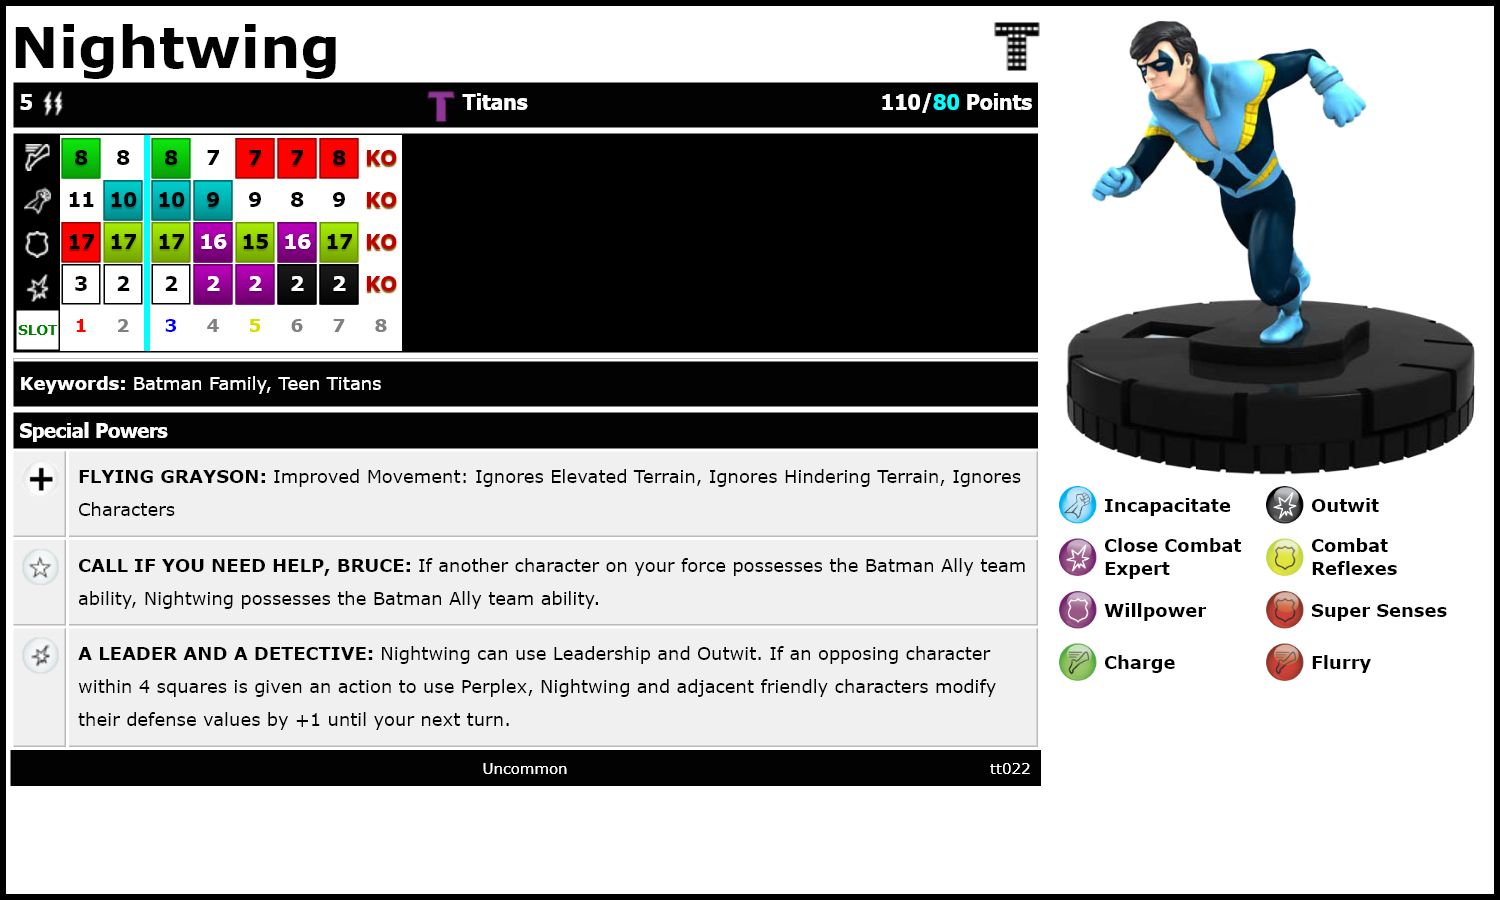 Nightwing
T
5
T Titans
110/80 Points
8 8 8 7 7 7 8 KO
11 10 10 9 9 8 9 KO
17 17 17 16 15 16 17 KO
3 2 2 2 2 2 2 KO
SLOT 1 2 3 4 5 6 7 8
Keywords: Batman Family, Teen Titans
Special Powers
FLYING GRAYSON: Improved Movement: Ignores Elevated Terrain, Ignores Hindering Terrain, Ignores
Characters
CALL IF YOU NEED HELP, BRUCE: If another character on your force possesses the Batman Ally team
ability, Nightwing possesses the Batman Ally team ability.
A LEADER AND A DETECTIVE: Nightwing can use Leadership and Outwit. If an opposing character
within 4 squares is given an action to use Perplex, Nightwing and adjacent friendly characters modify
their defense values by +1 until your next turn.
Uncommon
tt022
Incapacitate
Outwit
Close Combat
Expert
Combat
Reflexes
Willpower
Super Senses
Charge
Flurry